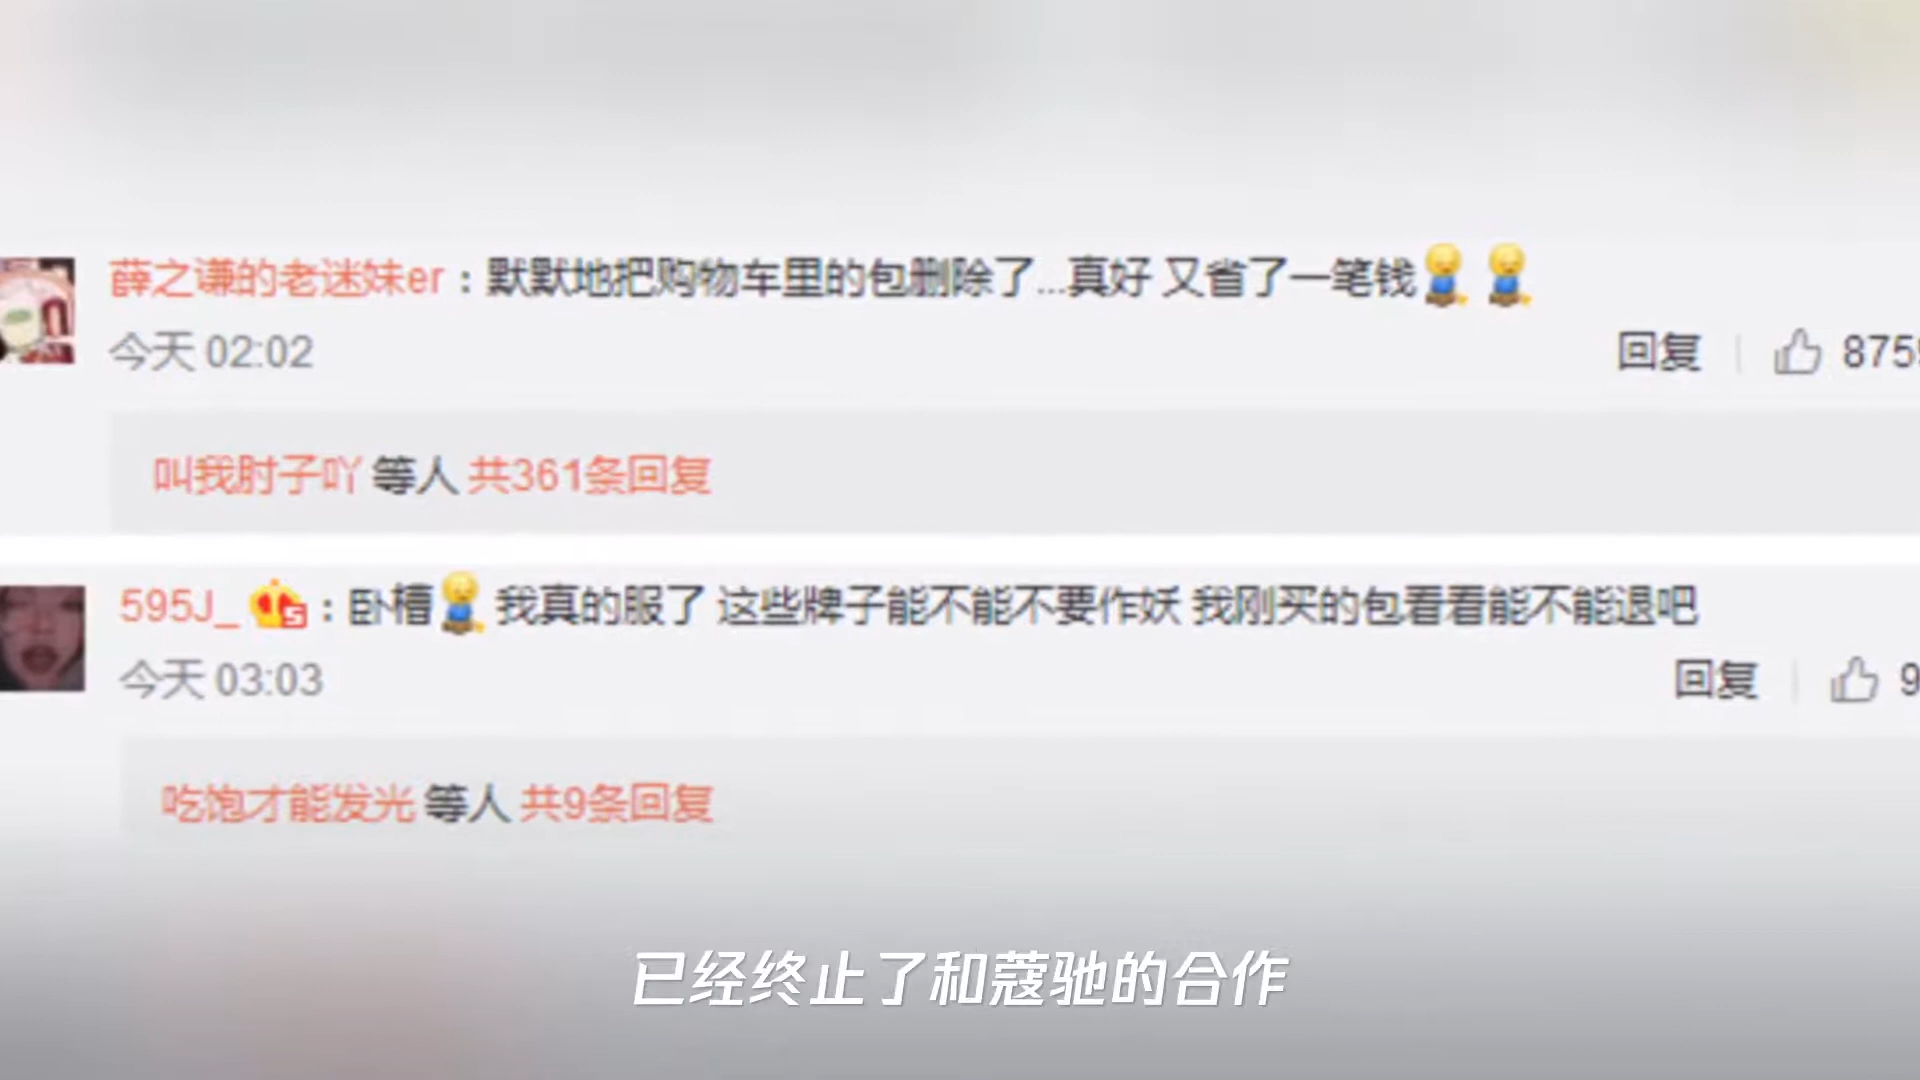 薛之谦的老迷妹er：默默地把购物车里的包删除了...真好 又省了一笔钱
今天 02:02
回复 875
叫我肘子吖 等人 共361条回复
595J_ 5：卧槽 我真的服了 这些牌子能不能不要作妖 我刚买的包看看能不能退吧
今天 03:03
回复 9
吃饱才能发光 等人 共9条回复
已经终止了和蔻驰的合作